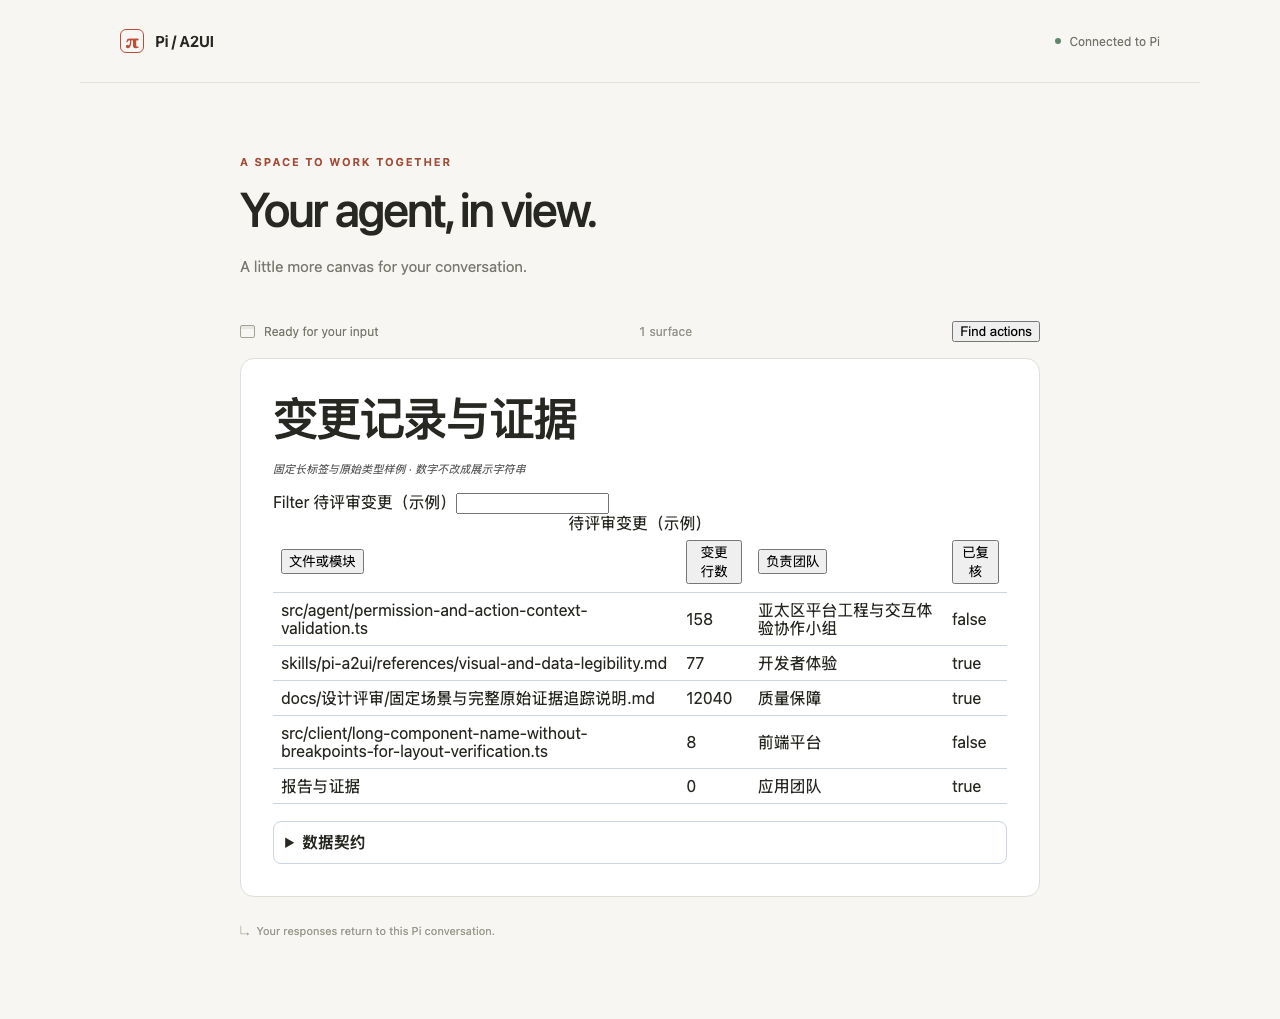 π Pi / A2UI
Connected to Pi
A SPACE TO WORK TOGETHER
Your agent, in view.
A little more canvas for your conversation.
Ready for your input
1 surface
Find actions
变更记录与证据
固定长标签与原始类型样例 · 数字不改成展示字符串
Filter 待评审变更（示例）
待评审变更（示例）
文件或模块
变更
行数
负责团队
已复
核
src/agent/permission-and-action-context-
validation.ts
158
亚太区平台工程与交互体
验协作小组
false
skills/pi-a2ui/references/visual-and-data-legibility.md
77
开发者体验
true
docs/设计评审/固定场景与完整原始证据追踪说明.md
12040
质量保障
true
src/client/long-component-name-without-
breakpoints-for-layout-verification.ts
8
前端平台
false
报告与证据
0
应用团队
true
数据契约
Your responses return to this Pi conversation.